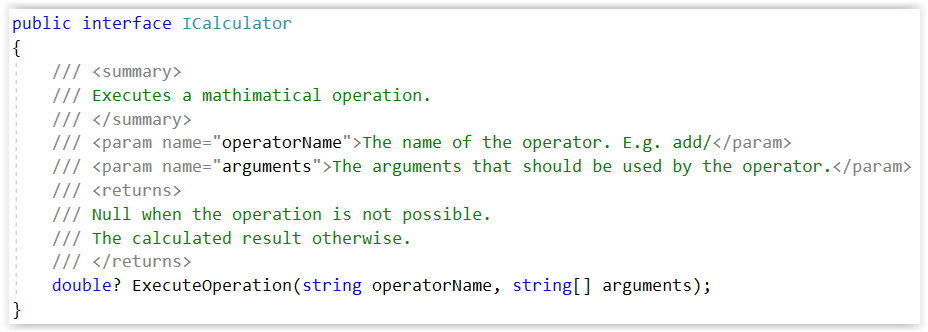 public interface ICalculator
{
/// <summary>
/// Executes a mathimatical operation.
/// </summary>
/// <param name="operatorName">The name of the operator. E.g. add/</param>
/// <param name="arguments">The arguments that should be used by the operator.</param>
/// <returns>
/// Null when the operation is not possible.
/// The calculated result otherwise.
/// </returns>
double? ExecuteOperation(string operatorName, string[] arguments);
}